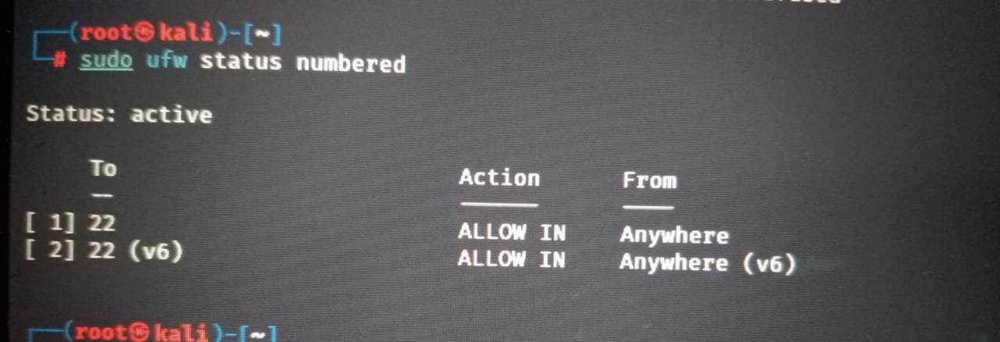 ┌──(root㉿kali)-[~]
└─# sudo ufw status numbered
Status: active
To Action From
-- ------ ----
[ 1] 22 ALLOW IN Anywhere
[ 2] 22 (v6) ALLOW IN Anywhere (v6)
┌──(root㉿kali)-[~]